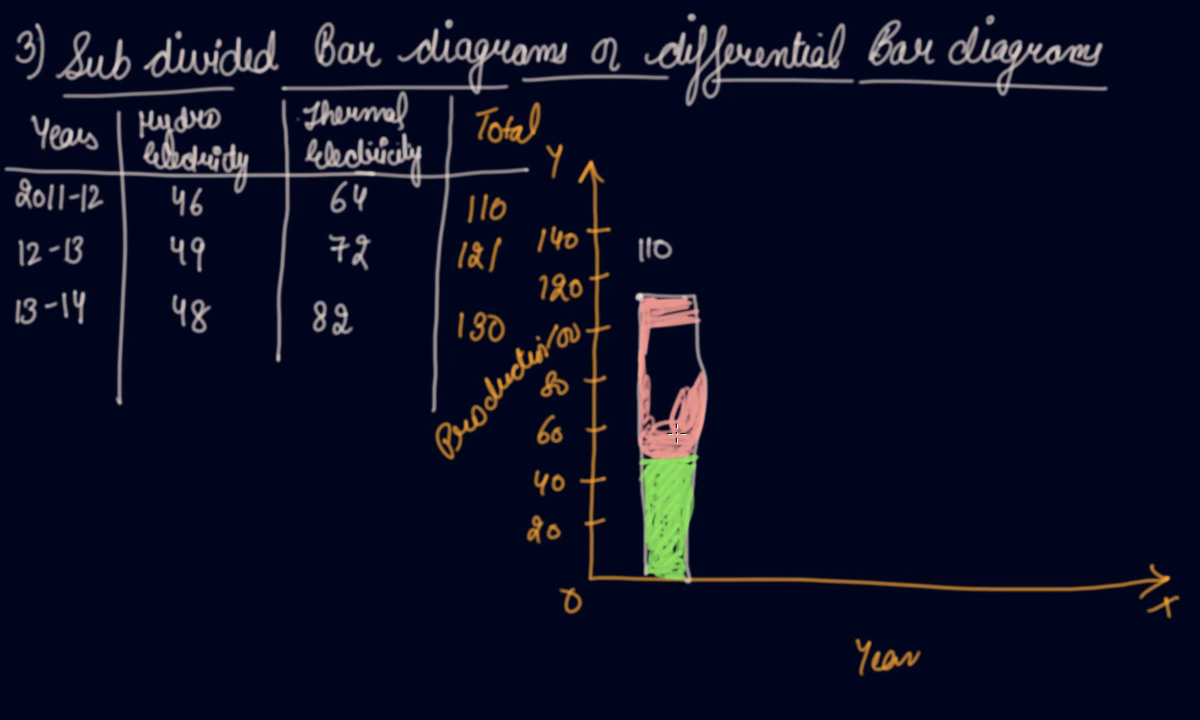 3) Sub divided Bar diagrams or differential Bar diagrams
Years Hydro Electricity Thermal Electricity Total
2011-12 46 64 110
12-13 49 72 121
13-14 48 82 130
Y
140
120
100
80
60
40
20
0
110
Production
X
Year